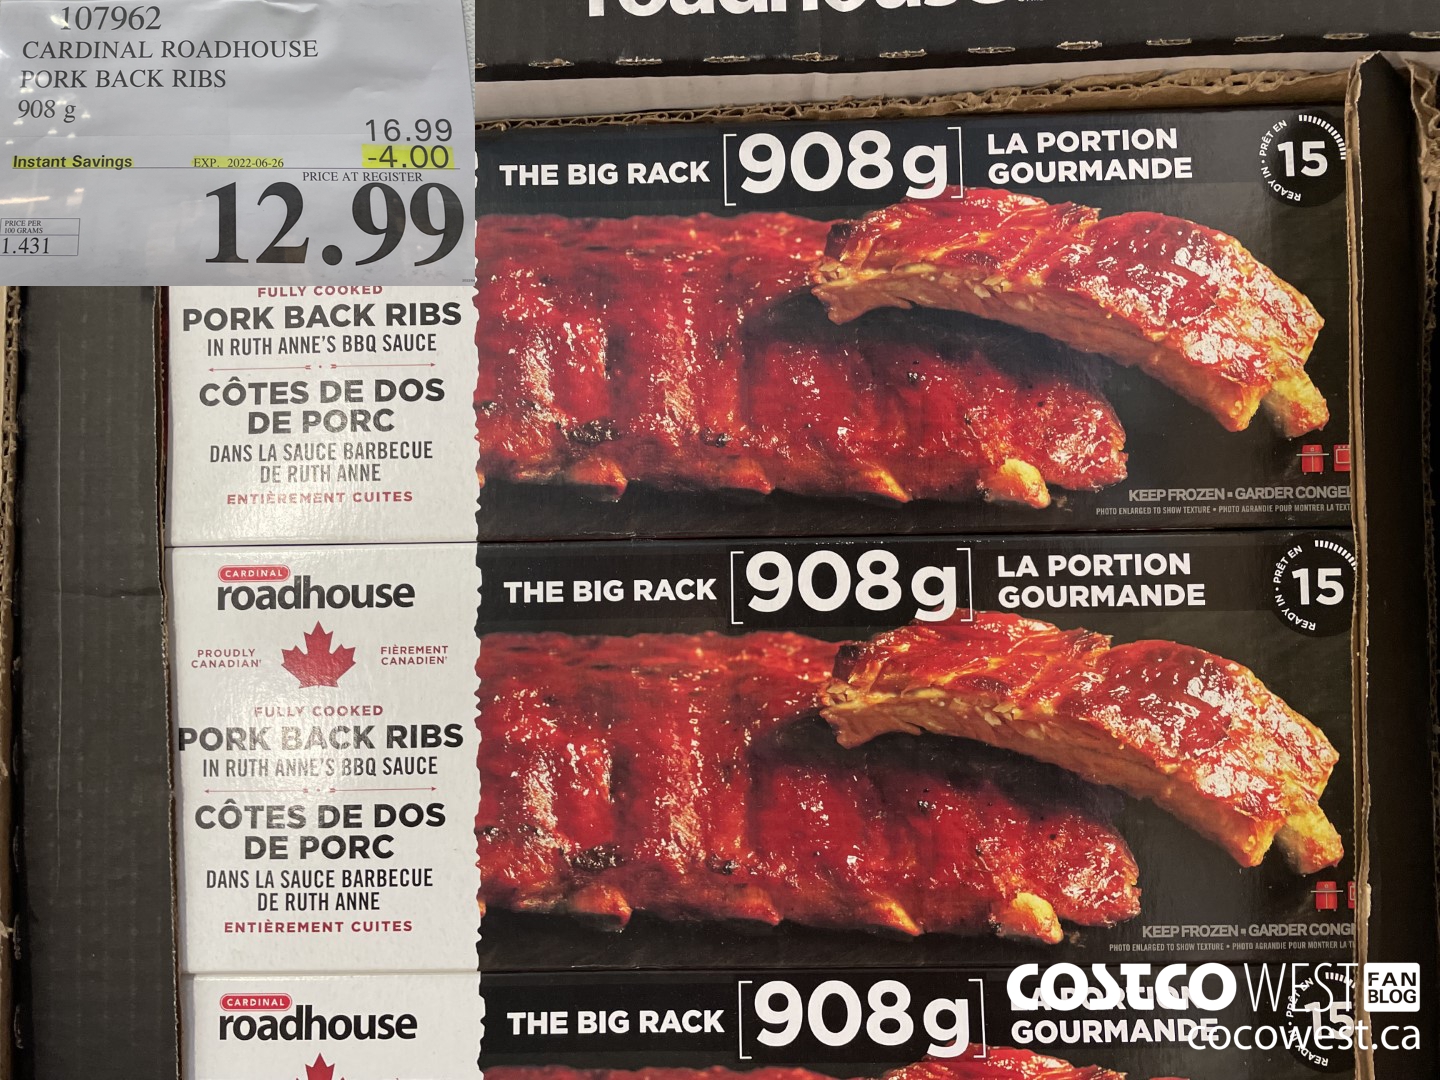 roadhouse
107962
CARDINAL ROADHOUSE
PORK BACK RIBS
908 g
16.99
Instant Savings EXP. 2022-06-26 -4.00
PRICE AT REGISTER
12.99
PRICE PER
100 GRAMS
1.431
THE BIG RACK [908g] LA PORTION
GOURMANDE
PRÊT EN
15
READY IN
FULLY COOKED
PORK BACK RIBS
IN RUTH ANNE'S BBQ SAUCE
CÔTES DE DOS
DE PORC
DANS LA SAUCE BARBECUE
DE RUTH ANNE
ENTIÈREMENT CUITES
KEEP FROZEN • GARDER CONGEL
PHOTO ENLARGED TO SHOW TEXTURE • PHOTO AGRANDIE POUR MONTRER LA TEXT
CARDINAL
roadhouse
PROUDLY
CANADIAN
FIÈREMENT
CANADIEN
FULLY COOKED
PORK BACK RIBS
IN RUTH ANNE'S BBQ SAUCE
CÔTES DE DOS
DE PORC
DANS LA SAUCE BARBECUE
DE RUTH ANNE
ENTIÈREMENT CUITES
THE BIG RACK [908g] LA PORTION
GOURMANDE
PRÊT EN
15
READY IN
KEEP FROZEN • GARDER CONGE
PHOTO ENLARGED TO SHOW TEXTURE • PHOTO AGRANDIE POUR MONTRER LA T
CARDINAL
roadhouse
THE BIG RACK [908g] LA PORTION
GOURMANDE
PRÊT EN
15
READY
COSTCO WEST FAN
BLOG
cocowest.ca